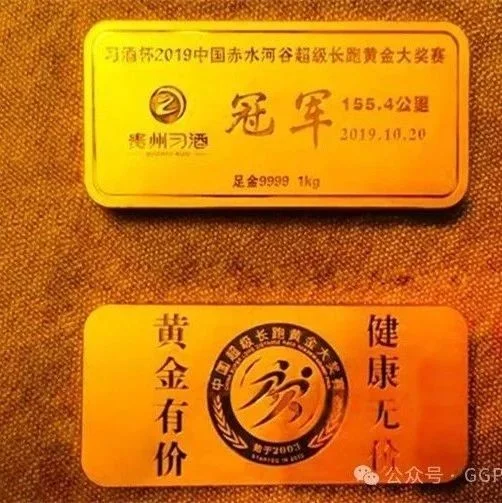 习酒杯2019中国赤水河谷超级长跑黄金大奖赛
贵州习酒
冠军
155.4公里
2019.10.20
足金9999 1kg
黄金有价
中国超级长跑黄金大奖赛
始于2003
STARTED IN 2003
健康无价
公众号·GGP